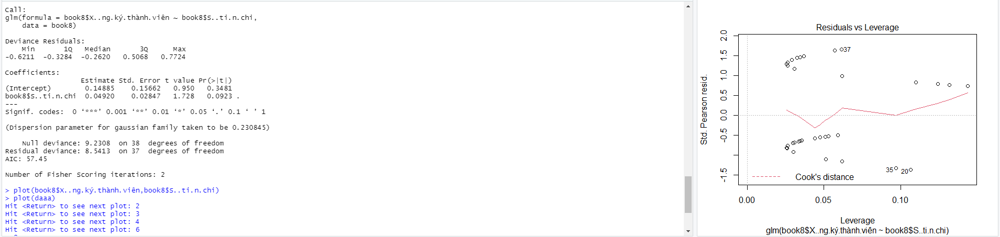 Call:
glm(formula = book8$X..ng.ký.thành.viên ~ book8$S..ti.n.chi,
    data = book8)
Deviance Residuals:
    Min       1Q   Median       3Q      Max
-0.6211  -0.3284  -0.2620   0.5068   0.7724
Coefficients:
                  Estimate Std. Error t value Pr(>|t|)
(Intercept)        0.14885    0.15662   0.950   0.3481
book8$S..ti.n.chi  0.04920    0.02847   1.728   0.0923 .
---
Signif. codes:  0 ‘***’ 0.001 ‘**’ 0.01 ‘*’ 0.05 ‘.’ 0.1 ‘ ’ 1
(Dispersion parameter for gaussian family taken to be 0.230845)
    Null deviance: 9.2308  on 38  degrees of freedom
Residual deviance: 8.5413  on 37  degrees of freedom
AIC: 57.45
Number of Fisher Scoring iterations: 2
> plot(book8$X..ng.ký.thành.viên,book8$S..ti.n.chi)
> plot(daaa)
Hit <Return> to see next plot: 2
Hit <Return> to see next plot: 3
Hit <Return> to see next plot: 4
Hit <Return> to see next plot: 6
Residuals vs Leverage
Std. Pearson resid.
2.0
1.5
1.0
0.5
0.0
-0.5
-1.5
37
35
20
Cook's distance
0.00 0.05 0.10
Leverage
glm(book8$X..ng.ký.thành.viên ~ book8$S..ti.n.chi)